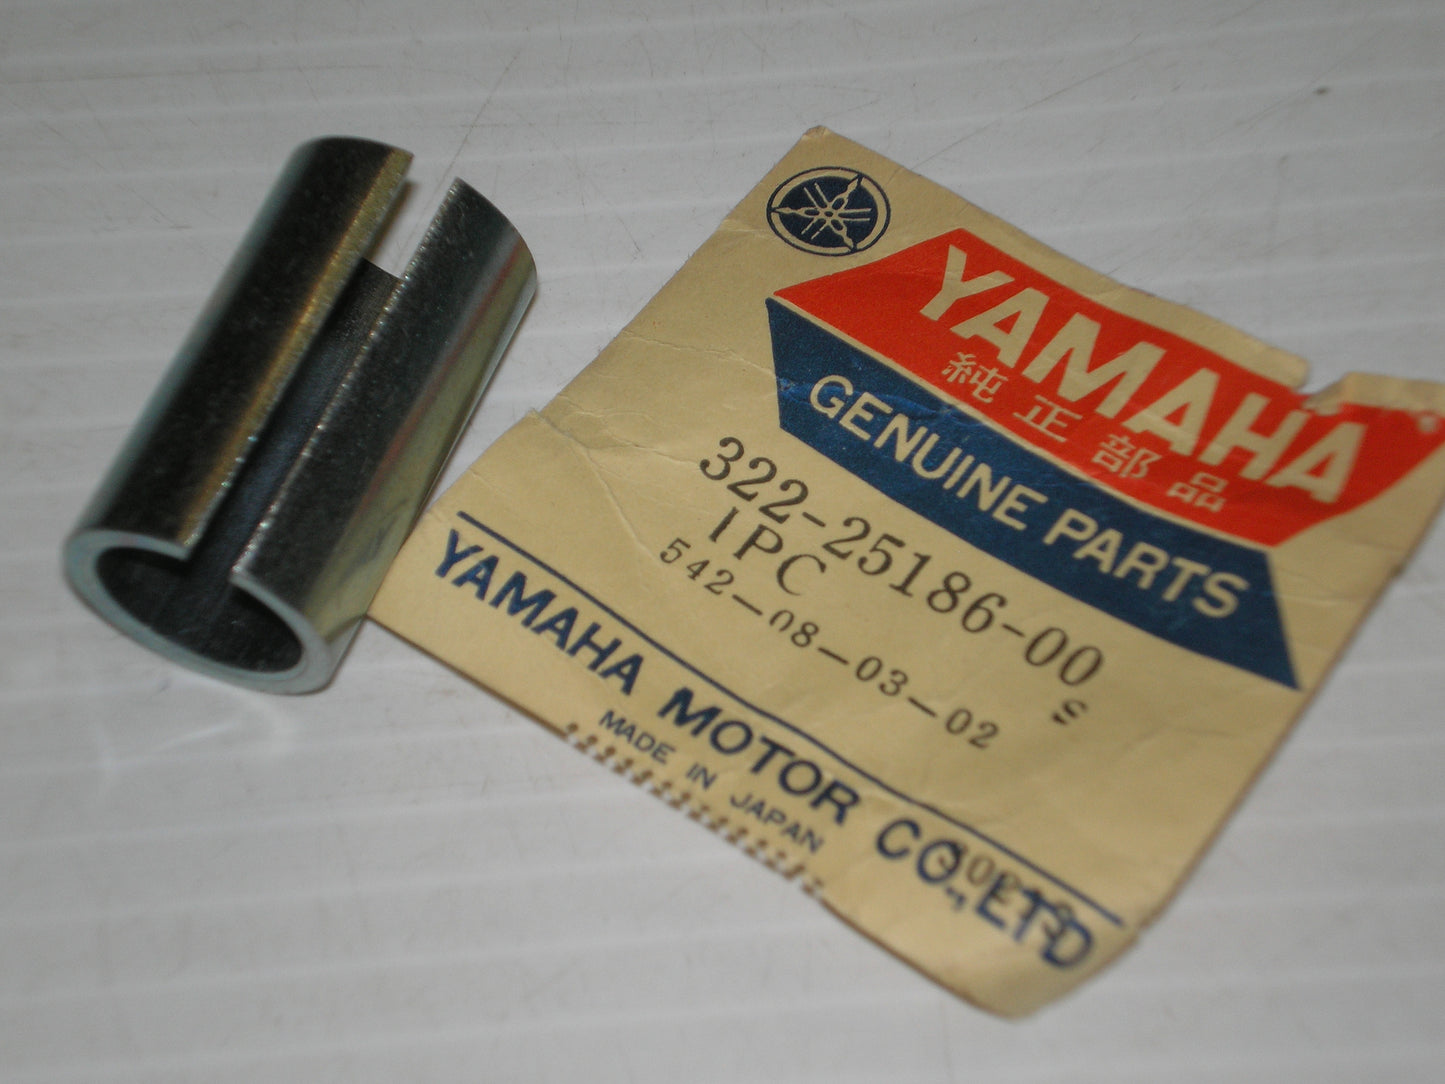 YAMAHA
純正部品
GENUINE PARTS
322-25186-00
1PC
S
542-08-03-02
YAMAHA MOTOR CO.,LTD
MADE IN JAPAN